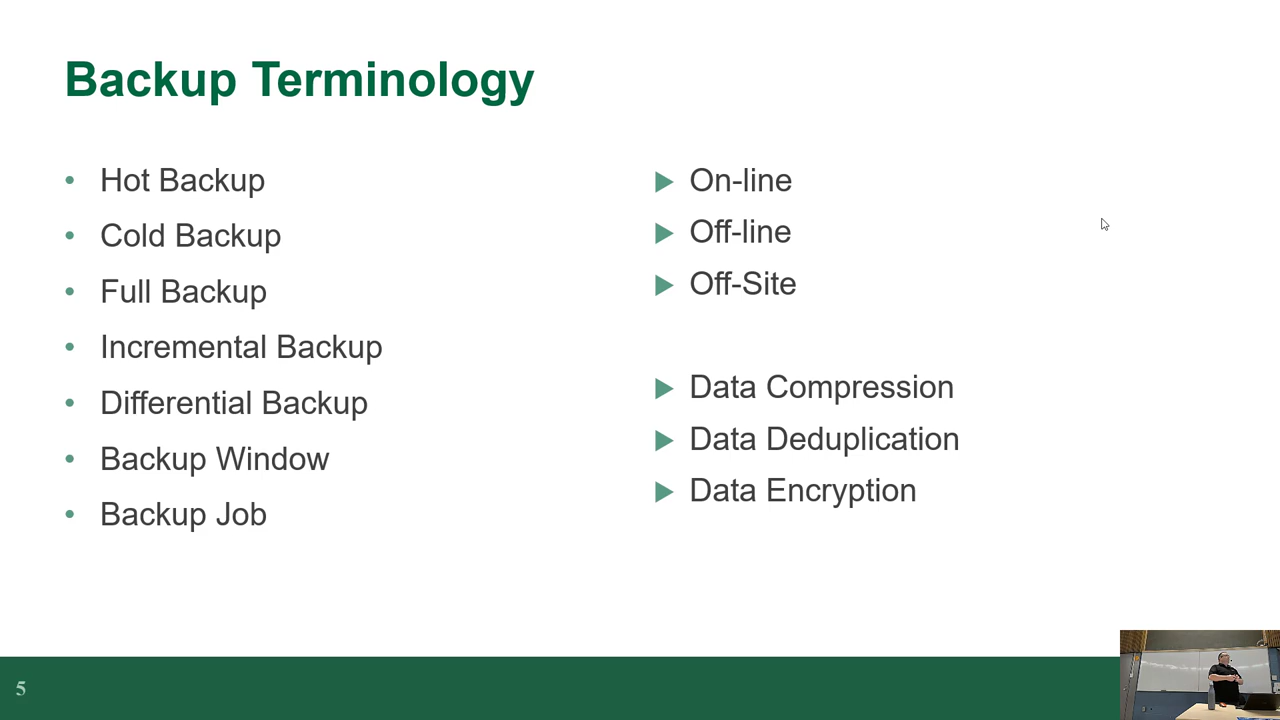 Backup Terminology
Hot Backup
Cold Backup
Full Backup
Incremental Backup
Differential Backup
Backup Window
Backup Job
On-line
Off-line
Off-Site
Data Compression
Data Deduplication
Data Encryption
5